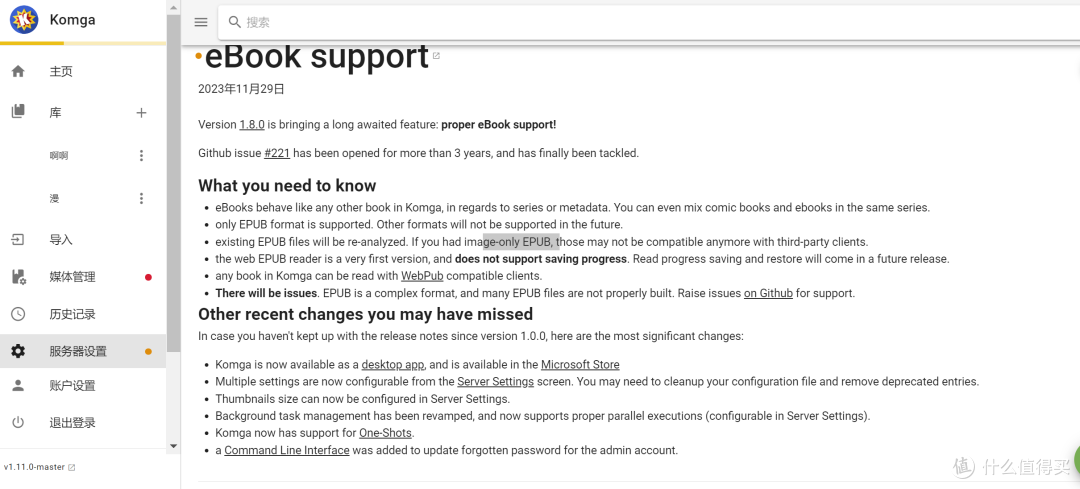 Komga
搜索
主页
库
啊啊
漫
导入
媒体管理
历史记录
服务器设置
账户设置
退出登录
v1.11.0-master
eBook support
2023年11月29日
Version 1.8.0 is bringing a long awaited feature: proper eBook support!
Github issue #221 has been opened for more than 3 years, and has finally been tackled.
What you need to know
• eBooks behave like any other book in Komga, in regards to series or metadata. You can even mix comic books and ebooks in the same series.
• only EPUB format is supported. Other formats will not be supported in the future.
• existing EPUB files will be re-analyzed. If you had image-only EPUB, those may not be compatible anymore with third-party clients.
• the web EPUB reader is a very first version, and does not support saving progress. Read progress saving and restore will come in a future release.
• any book in Komga can be read with WebPub compatible clients.
• There will be issues. EPUB is a complex format, and many EPUB files are not properly built. Raise issues on Github for support.
Other recent changes you may have missed
In case you haven't kept up with the release notes since version 1.0.0, here are the most significant changes:
• Komga is now available as a desktop app, and is available in the Microsoft Store
• Multiple settings are now configurable from the Server Settings screen. You may need to cleanup your configuration file and remove deprecated entries.
• Thumbnails size can now be configured in Server Settings.
• Background task management has been revamped, and now supports proper parallel executions (configurable in Server Settings).
• Komga now has support for One-Shots.
• a Command Line Interface was added to update forgotten password for the admin account.
值 什么值得买